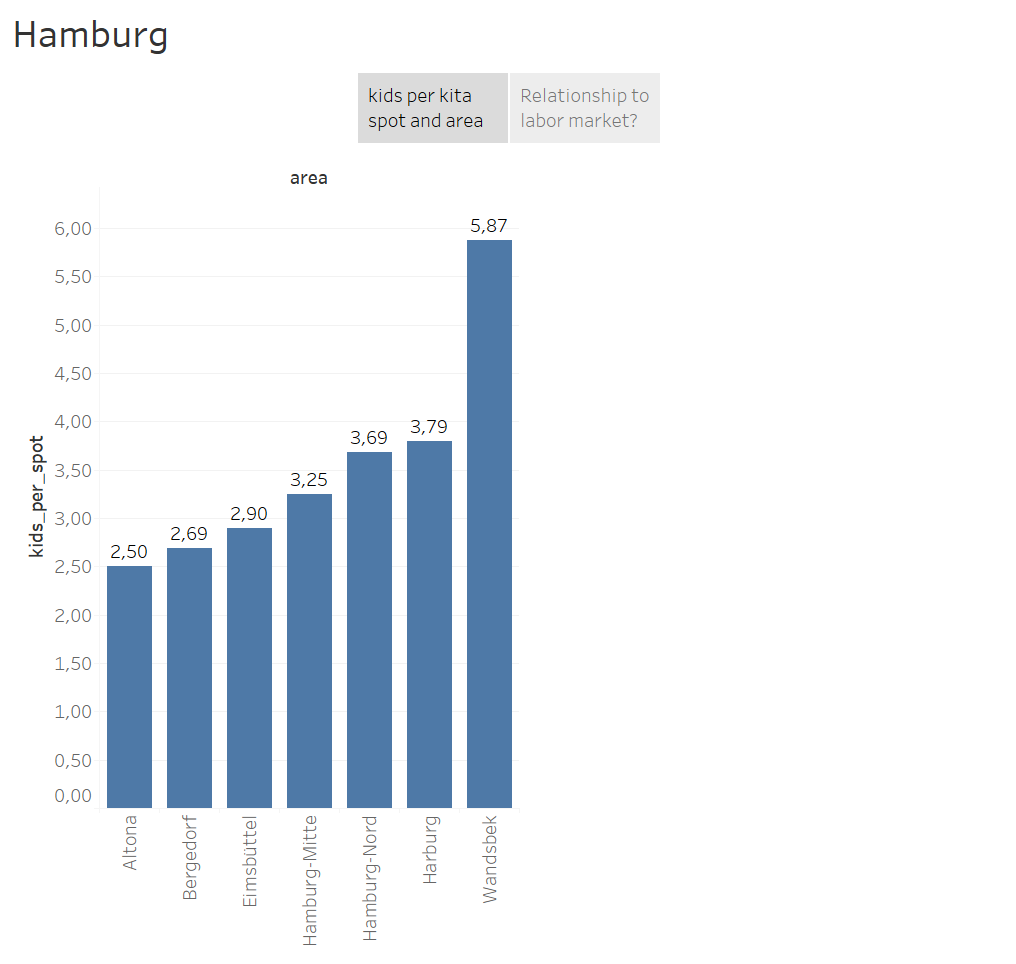 Hamburg
kids per kita
spot and area
Relationship to
labor market?
area
kids_per_spot
6,00
5,50
5,00
4,50
4,00
3,50
3,00
2,50
2,00
1,50
1,00
0,50
0,00
2,50
2,69
2,90
3,25
3,69
3,79
5,87
Altona
Bergedorf
Eimsbüttel
Hamburg-Mitte
Hamburg-Nord
Harburg
Wandsbek